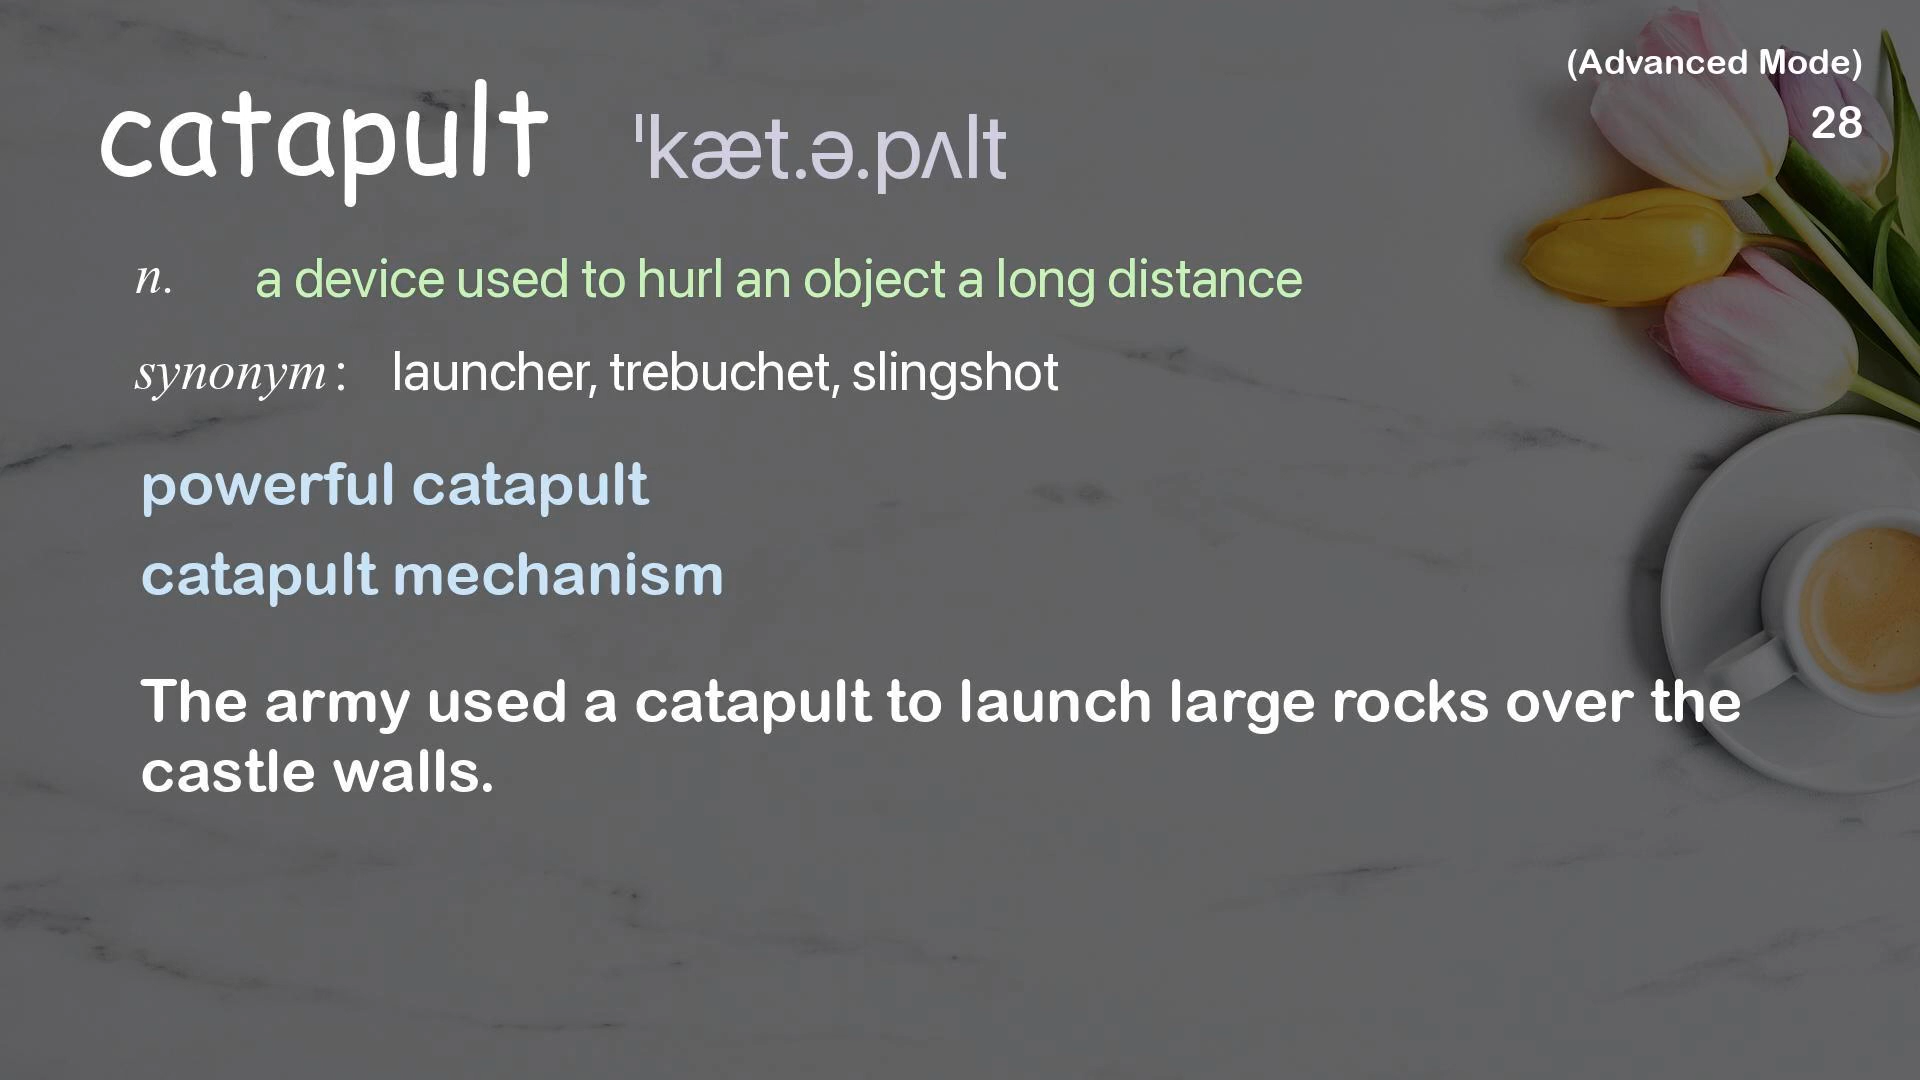 (Advanced Mode)
28
catapult ˈkæt.ə.pʌlt
n. a device used to hurl an object a long distance
synonym: launcher, trebuchet, slingshot
powerful catapult
catapult mechanism
The army used a catapult to launch large rocks over the
castle walls.